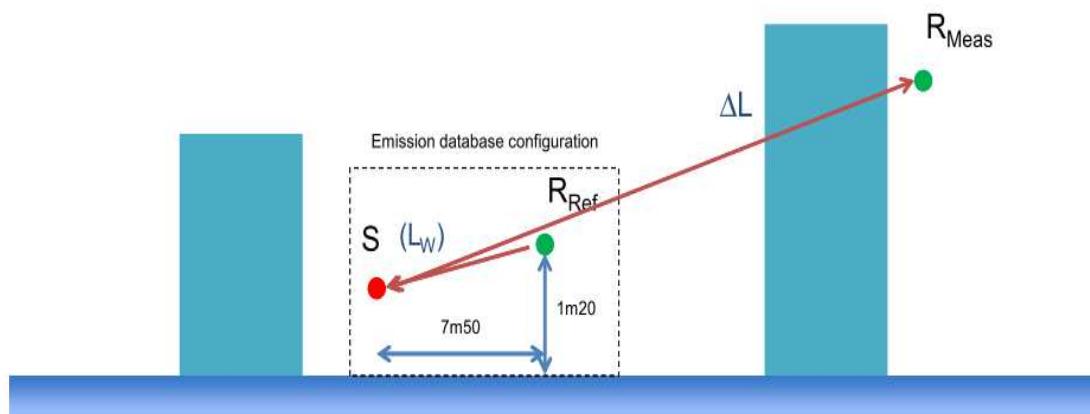 R_Meas
ΔL
Emission database configuration
R_Ref
S (L_W)
1m20
7m50